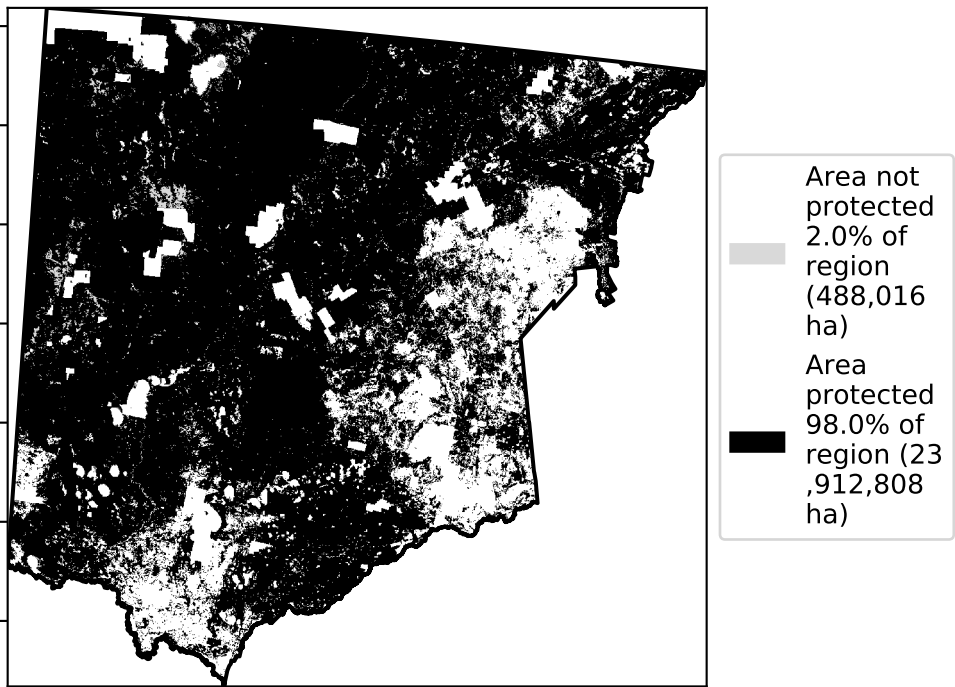 Area not
protected
2.0% of
region
(488,016
ha)
Area
protected
98.0% of
region (23
,912,808
ha)